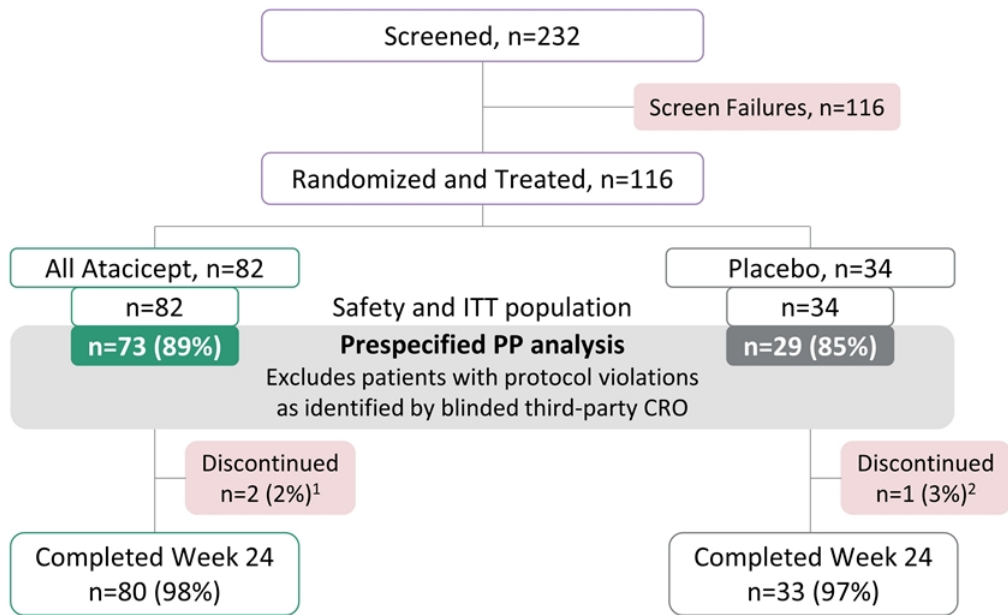 Screened, n=232
Screen Failures, n=116
Randomized and Treated, n=116
All Atacicept, n=82
Placebo, n=34
n=82
Safety and ITT population
n=34
n=73 (89%)
Prespecified PP analysis
n=29 (85%)
Excludes patients with protocol violations
as identified by blinded third-party CRO
Discontinued
n=2 (2%)¹
Discontinued
n=1 (3%)²
Completed Week 24
n=80 (98%)
Completed Week 24
n=33 (97%)